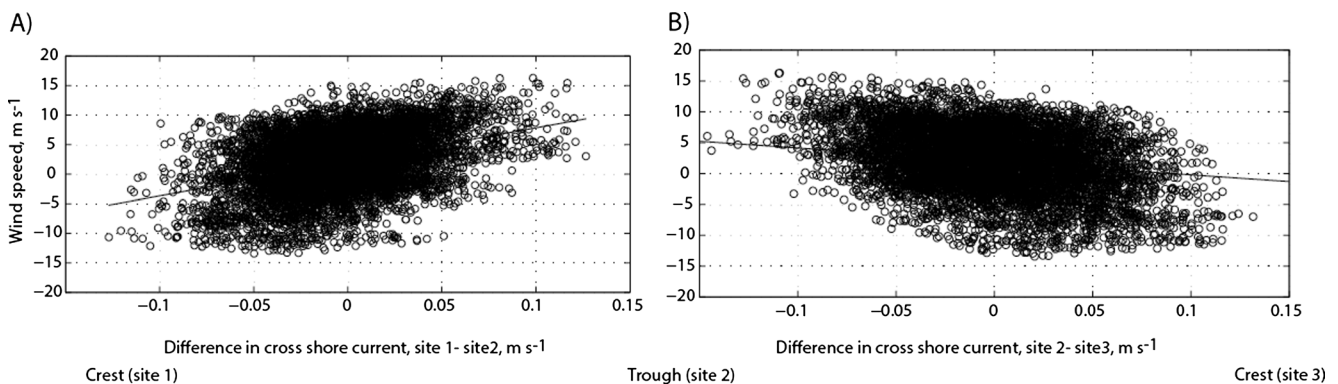 A)
20
15
10
5
0
−5
−10
−15
−20
Wind speeed, m s-1
−0.1 −0.05 0 0.05 0.1 0.15
Difference in cross shore current, site 1- site2, m s-1
B)
20
15
10
5
0
−5
−10
−15
−20
−0.1 −0.05 0 0.05 0.1 0.15
Difference in cross shore current, site 2- site3, m s-1
Crest (site 1) Trough (site 2) Crest (site 3)